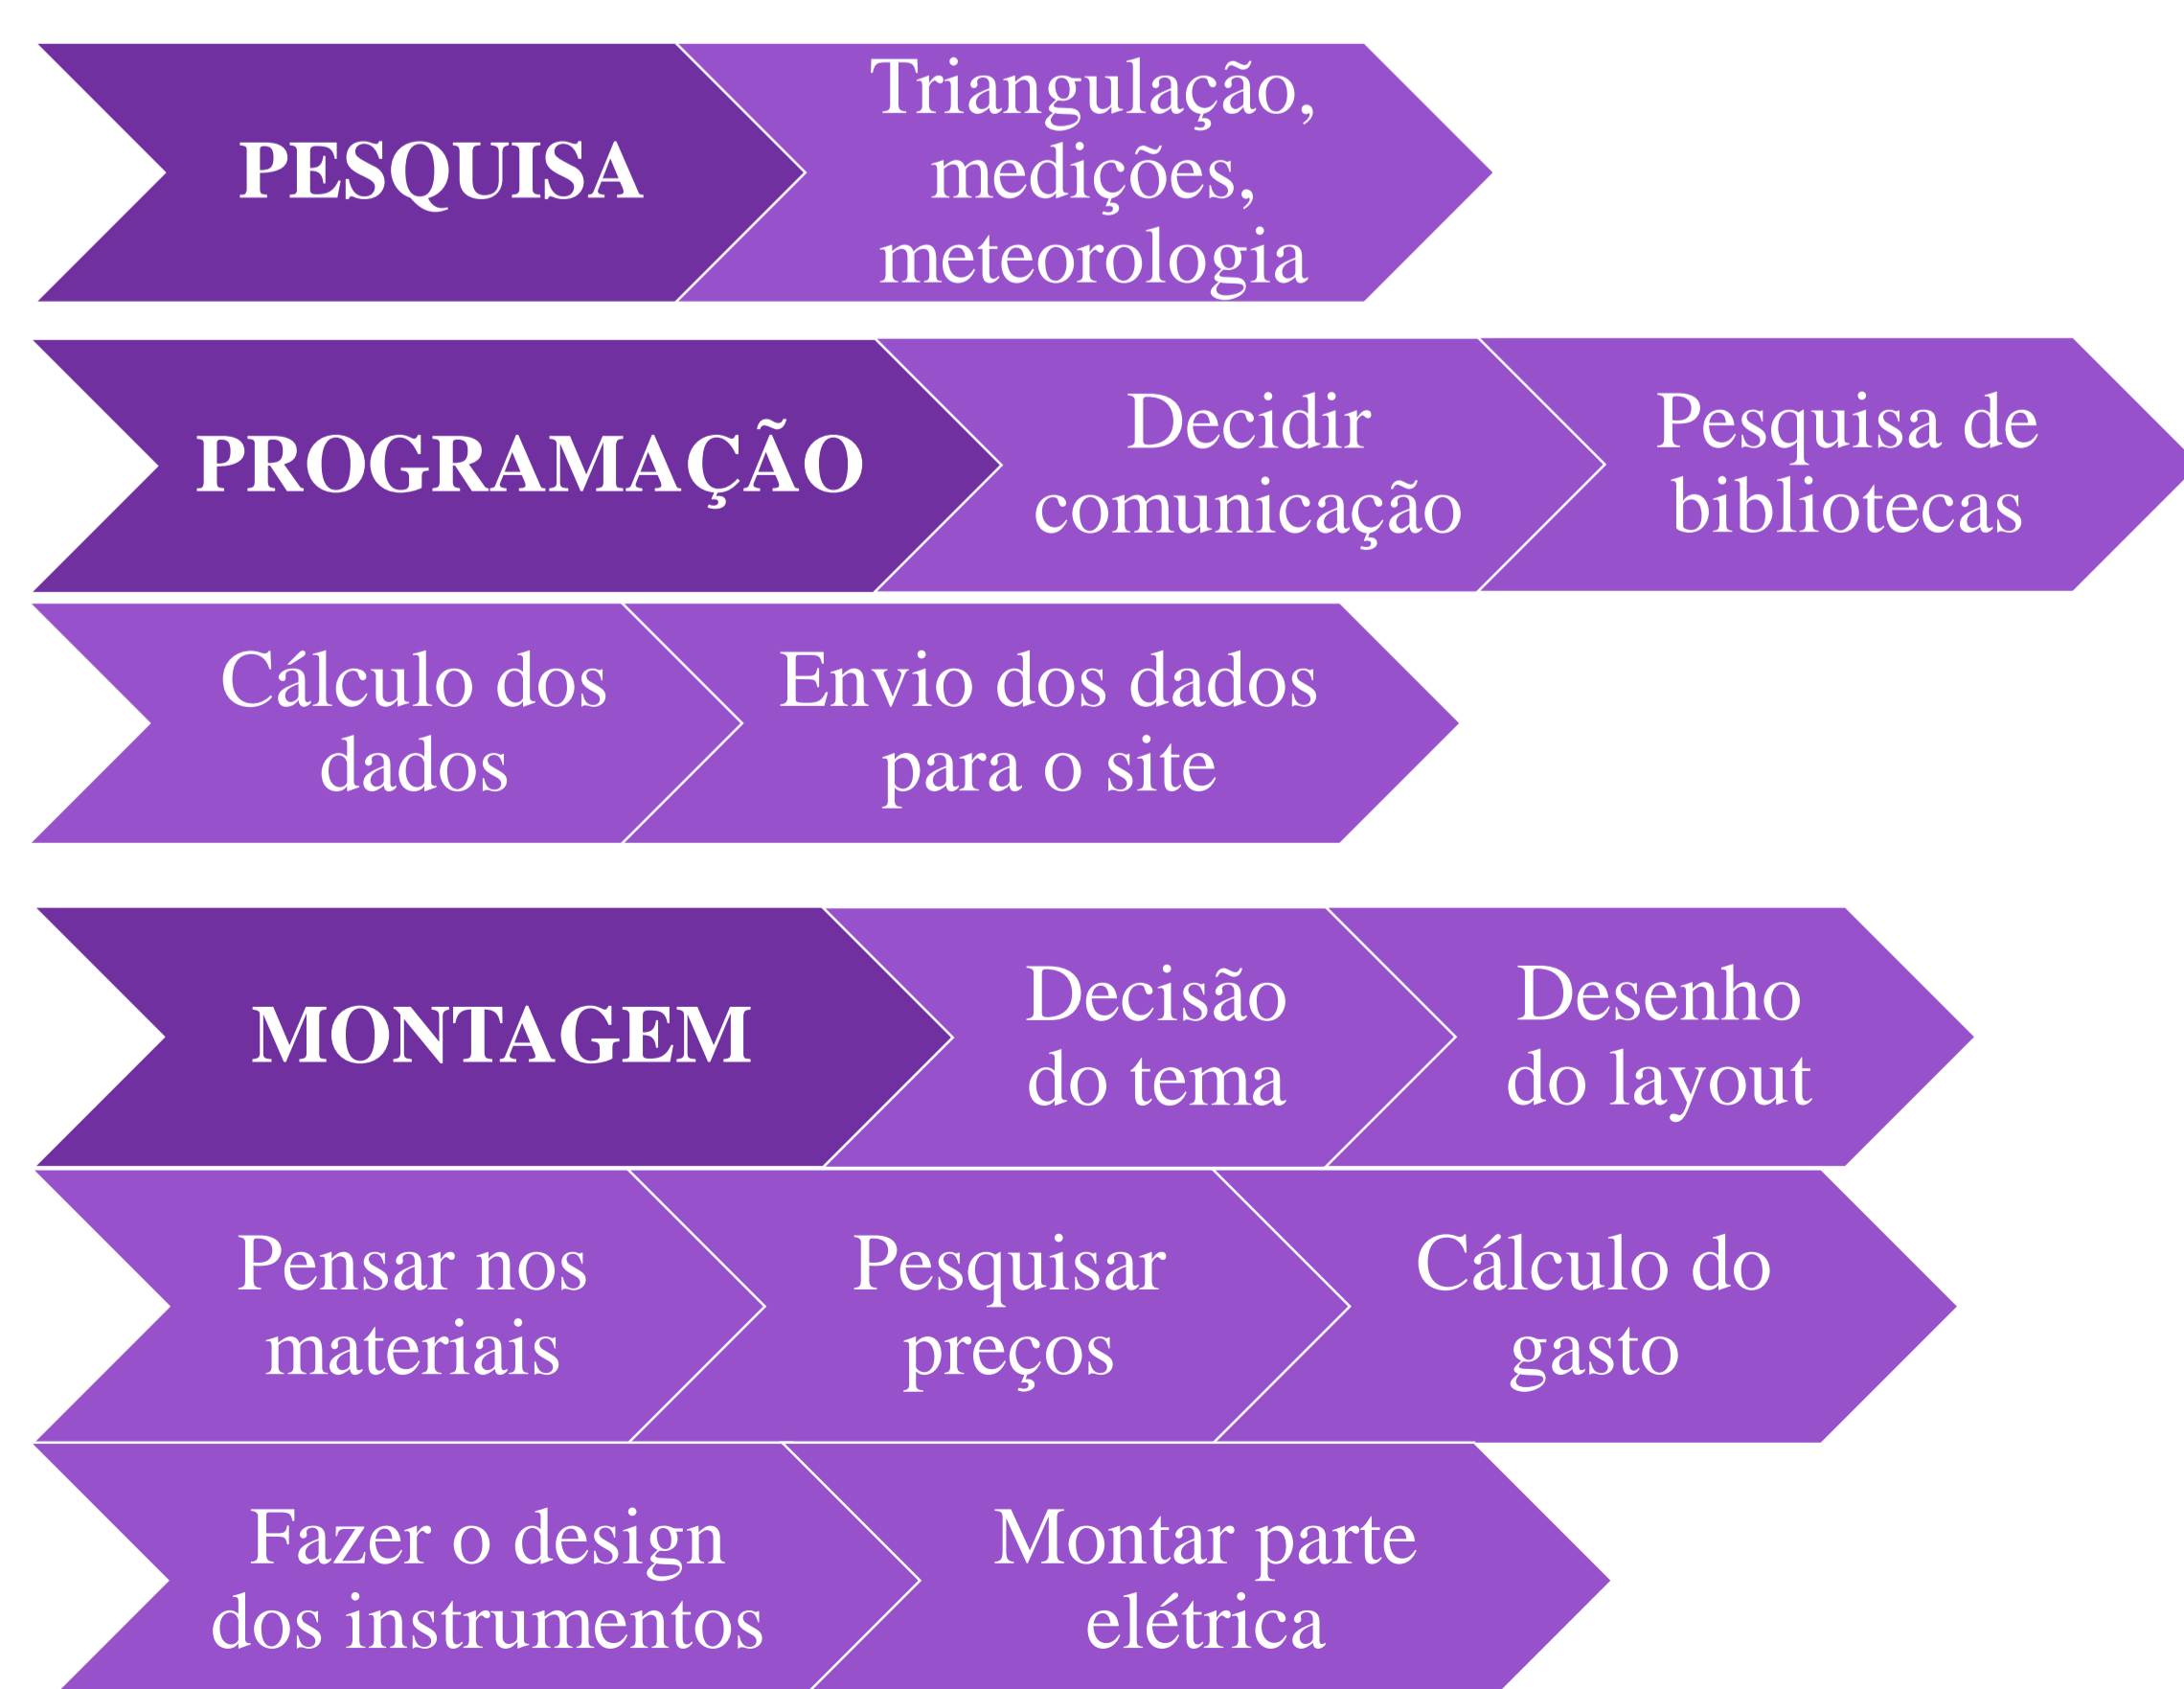 PESQUISA
Triangulação,
medições,
meteorologia
PROGRAMAÇÃO
Decidir
comunicação
Pesquisa de
bibliotecas
Cálculo dos
dados
Envio dos dados
para o site
MONTAGEM
Decisão
do tema
Desenho
do layout
Pensar nos
materiais
Pesquisar
preços
Cálculo do
gasto
Fazer o design
dos instrumentos
Montar parte
elétrica